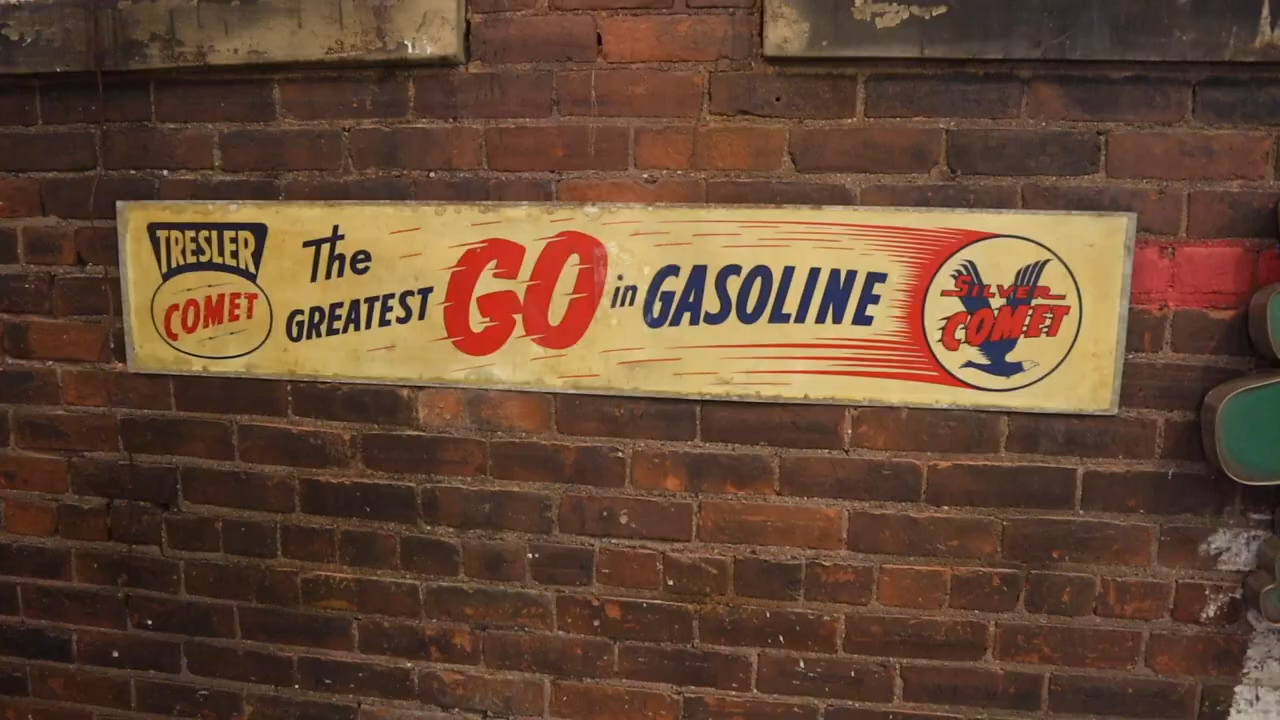 TRESLER
COMET
The
GREATEST GO in GASOLINE
SILVER
COMET